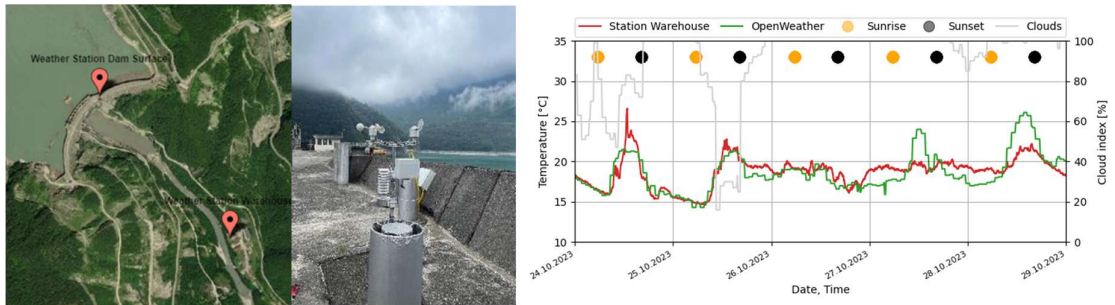 Weather Station Dam Surface
Weather Station Warehouse
Station Warehouse
OpenWeather
Sunrise
Sunset
Clouds
35
30
25
20
15
10
Temperature [°C]
100
80
60
40
20
0
Cloud index [%]
24.10.2023
25.10.2023
26.10.2023
27.10.2023
28.10.2023
29.10.2023
Date, Time